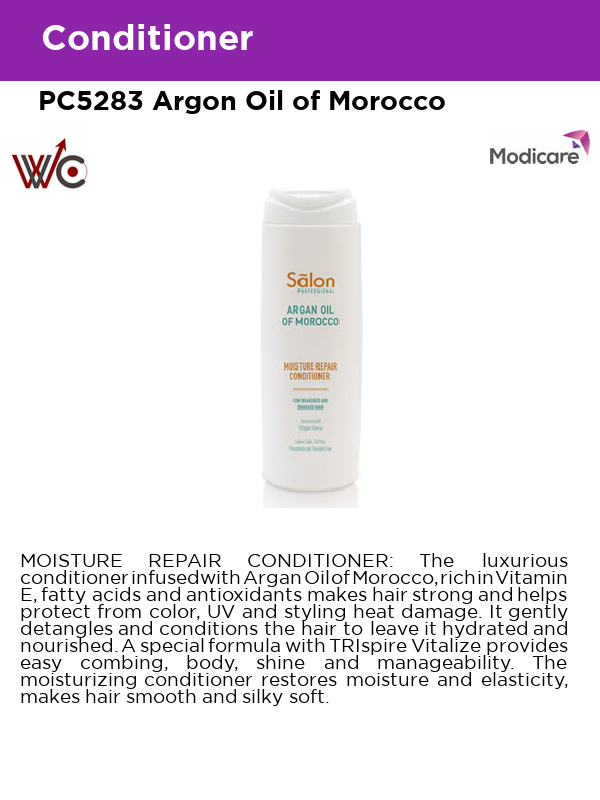 Conditioner
PC5283 Argon Oil of Morocco
WC
Modicare
Sãlon
PROFESSIONAL
ARGAN OIL
OF MOROCCO
MOISTURE REPAIR
CONDITIONER
FOR WEAKENED AND
DAMAGED HAIR
Enriched with
MOISTURE REPAIR CONDITIONER: The luxurious
conditioner infused with Argan Oil of Morocco, rich in Vitamin
E, fatty acids and antioxidants makes hair strong and helps
protect from color, UV and styling heat damage. It gently
detangles and conditions the hair to leave it hydrated and
nourished. A special formula with TRIspire Vitalize provides
easy combing, body, shine and manageability. The
moisturizing conditioner restores moisture and elasticity,
makes hair smooth and silky soft.